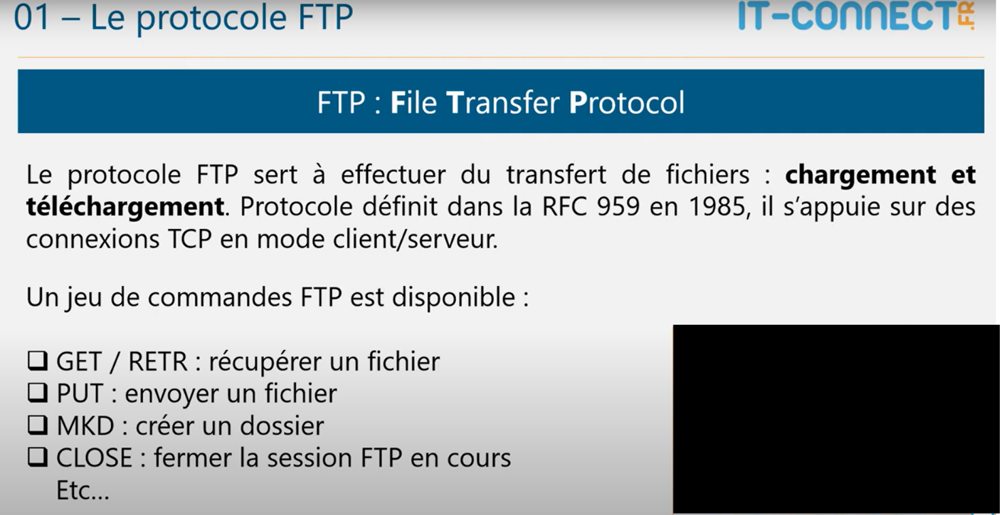 01 – Le protocole FTP
IT-CONNECT.FR
FTP : File Transfer Protocol
Le protocole FTP sert à effectuer du transfert de fichiers : chargement et
téléchargement. Protocole définit dans la RFC 959 en 1985, il s’appuie sur des
connexions TCP en mode client/serveur.
Un jeu de commandes FTP est disponible :
❑ GET / RETR : récupérer un fichier
❑ PUT : envoyer un fichier
❑ MKD : créer un dossier
❑ CLOSE : fermer la session FTP en cours
Etc...